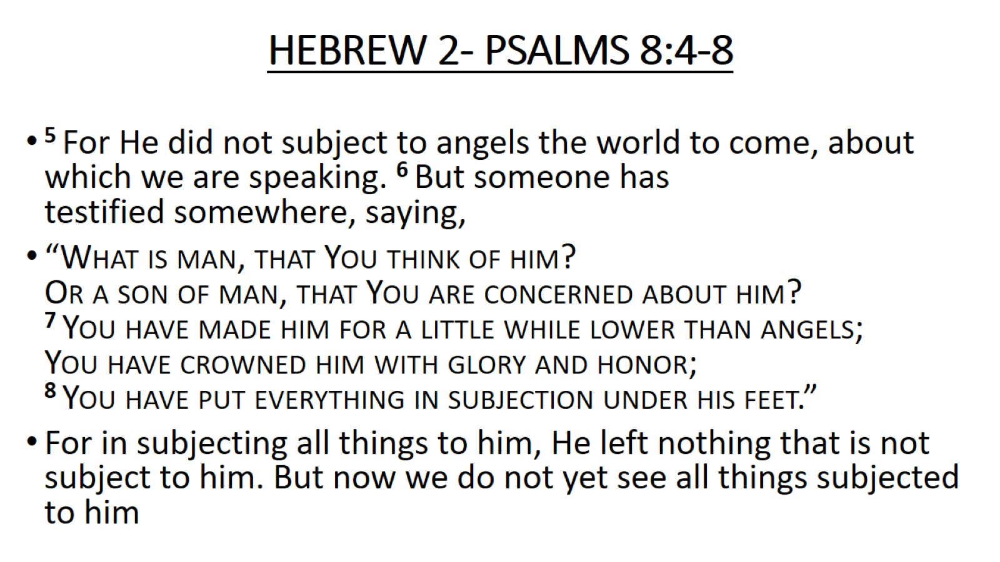 HEBREW 2- PSALMS 8:4-8
• 5 For He did not subject to angels the world to come, about
which we are speaking. 6 But someone has
testified somewhere, saying,
• “What is man, that You think of him?
Or a son of man, that You are concerned about him?
7 You have made him for a little while lower than angels;
You have crowned him with glory and honor;
8 You have put everything in subjection under his feet.”
• For in subjecting all things to him, He left nothing that is not
subject to him. But now we do not yet see all things subjected
to him